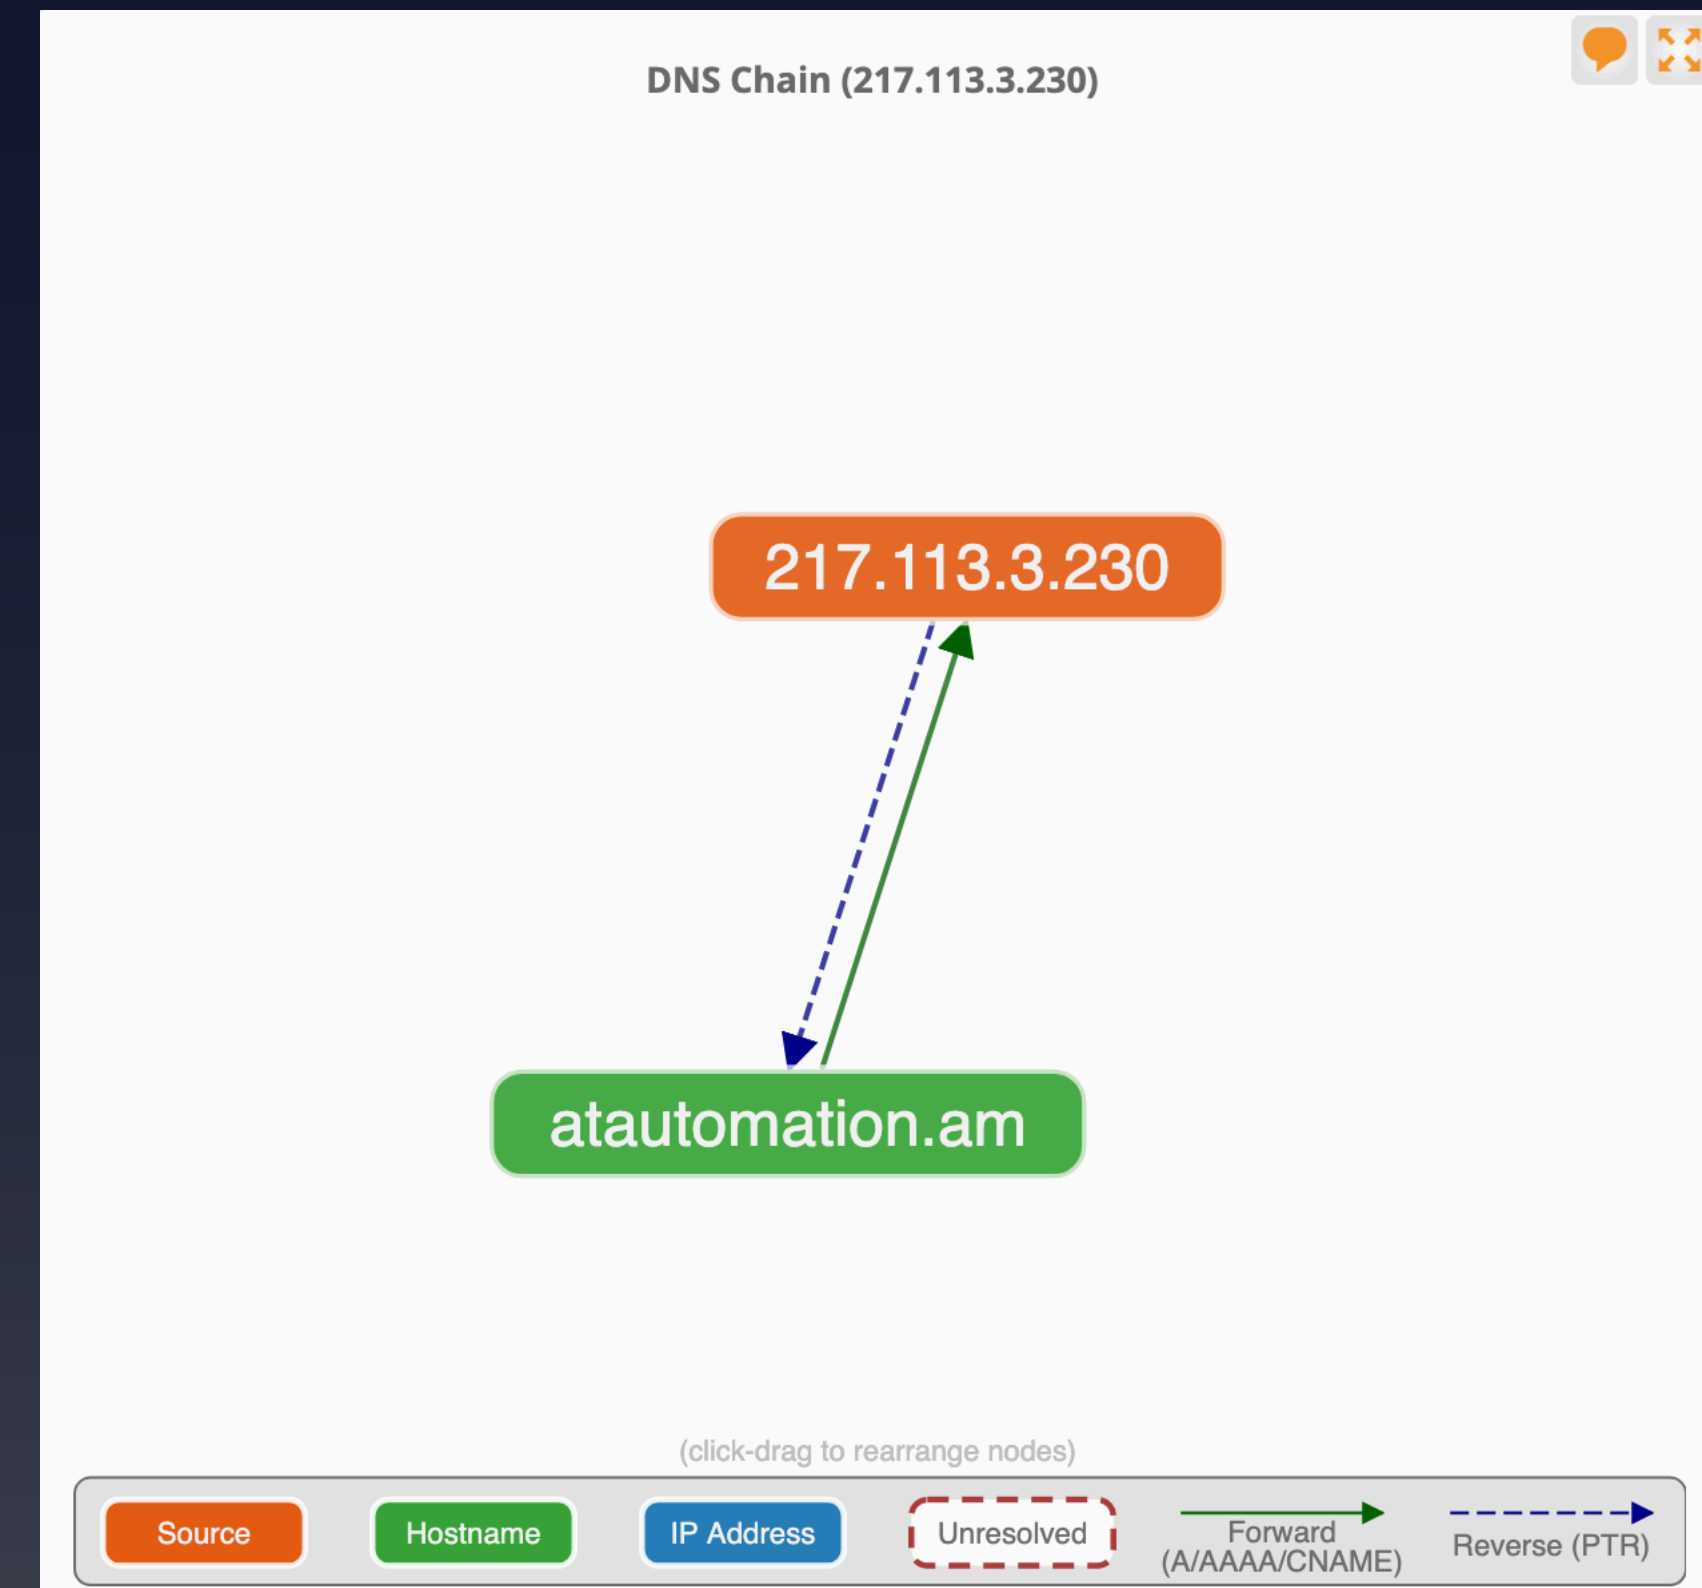 DNS Chain (217.113.3.230)
217.113.3.230
atautomation.am
(click-drag to rearrange nodes)
Source
Hostname
IP Address
Unresolved
Forward
(A/AAAA/CNAME)
Reverse (PTR)